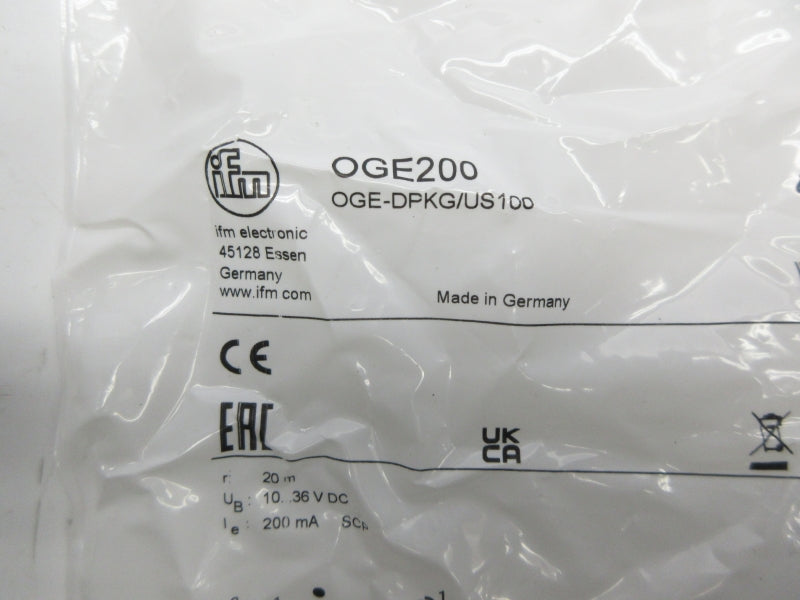 ifm
OGE200
OGE-DPKG/US100
ifm electronic
45128 Essen
Germany
www.ifm com
Made in Germany
CE
EAC
UK
CA
r: 20 m
UB: 10..36 V DC
Ie: 200 mA SCp